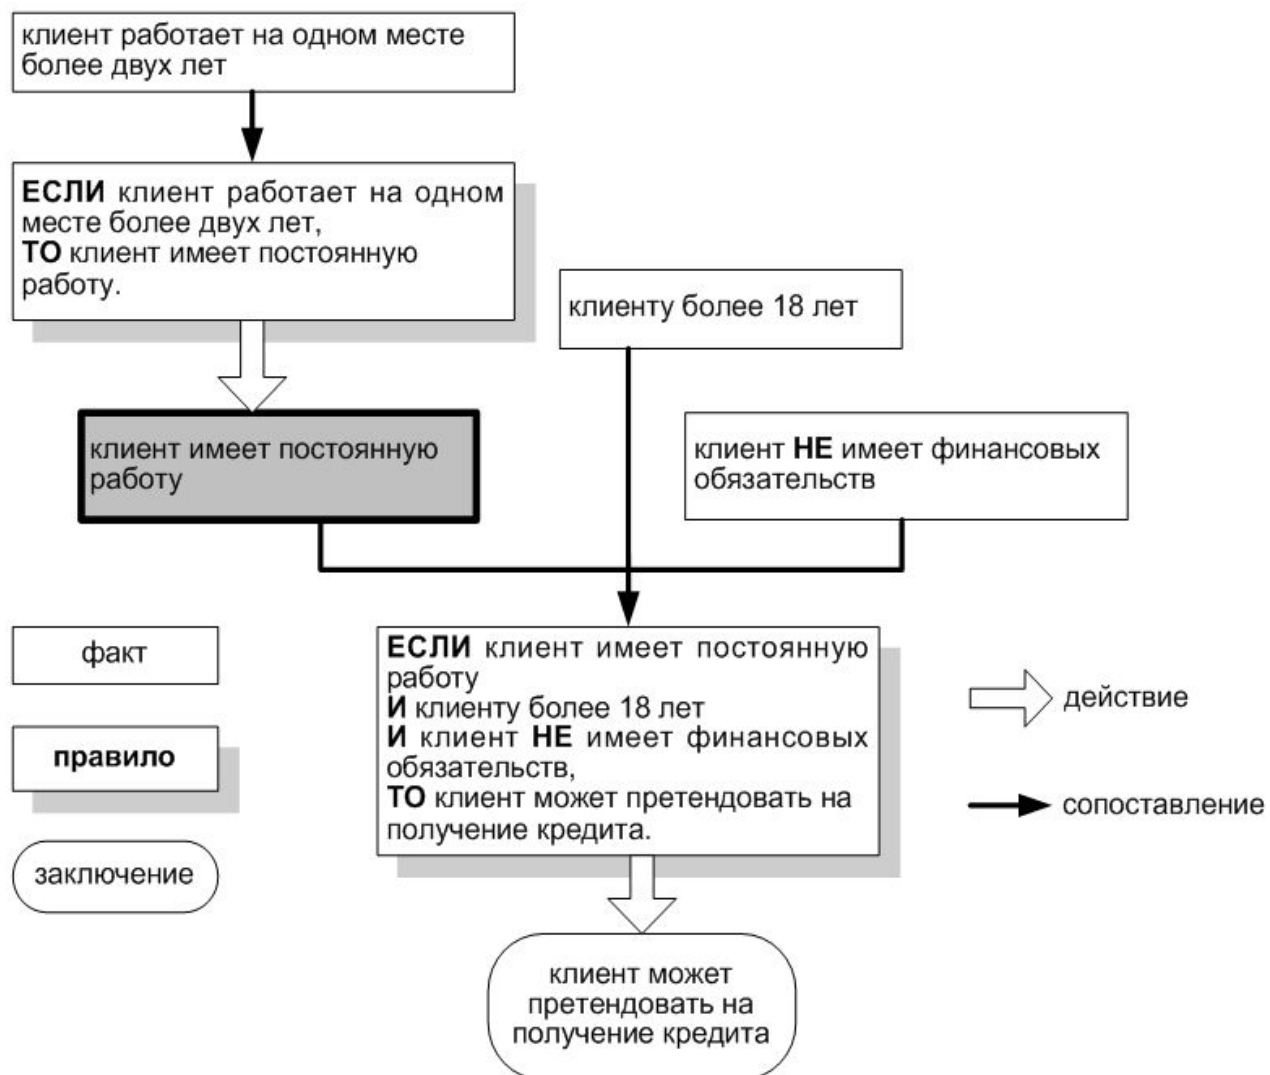 клиент работает на одном месте
более двух лет
ЕСЛИ клиент работает на одном
месте более двух лет,
ТО клиент имеет постоянную
работу.
клиенту более 18 лет
клиент имеет постоянную
работу
клиент НЕ имеет финансовых
обязательств
факт
правило
заключение
ЕСЛИ клиент имеет постоянную
работу
И клиенту более 18 лет
И клиент НЕ имеет финансовых
обязательств,
ТО клиент может претендовать на
получение кредита.
действие
сопоставление
клиент может
претендовать на
получение кредита